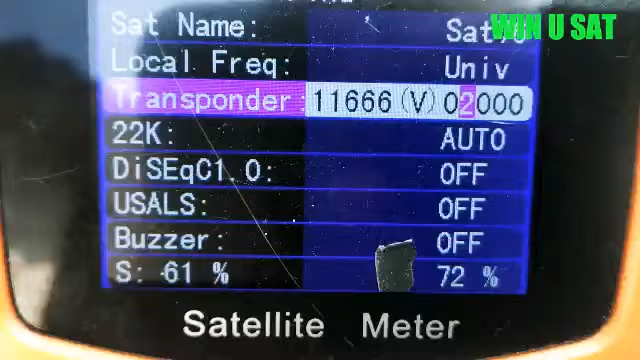 WIN U SAT
Sat Name: Sat70
Local Freq: Univ
Transponder: 11666(V)02000
22K: AUTO
DiSEqC1.0: OFF
USALS: OFF
Buzzer: OFF
S: 61 % 72 %
Satellite Meter